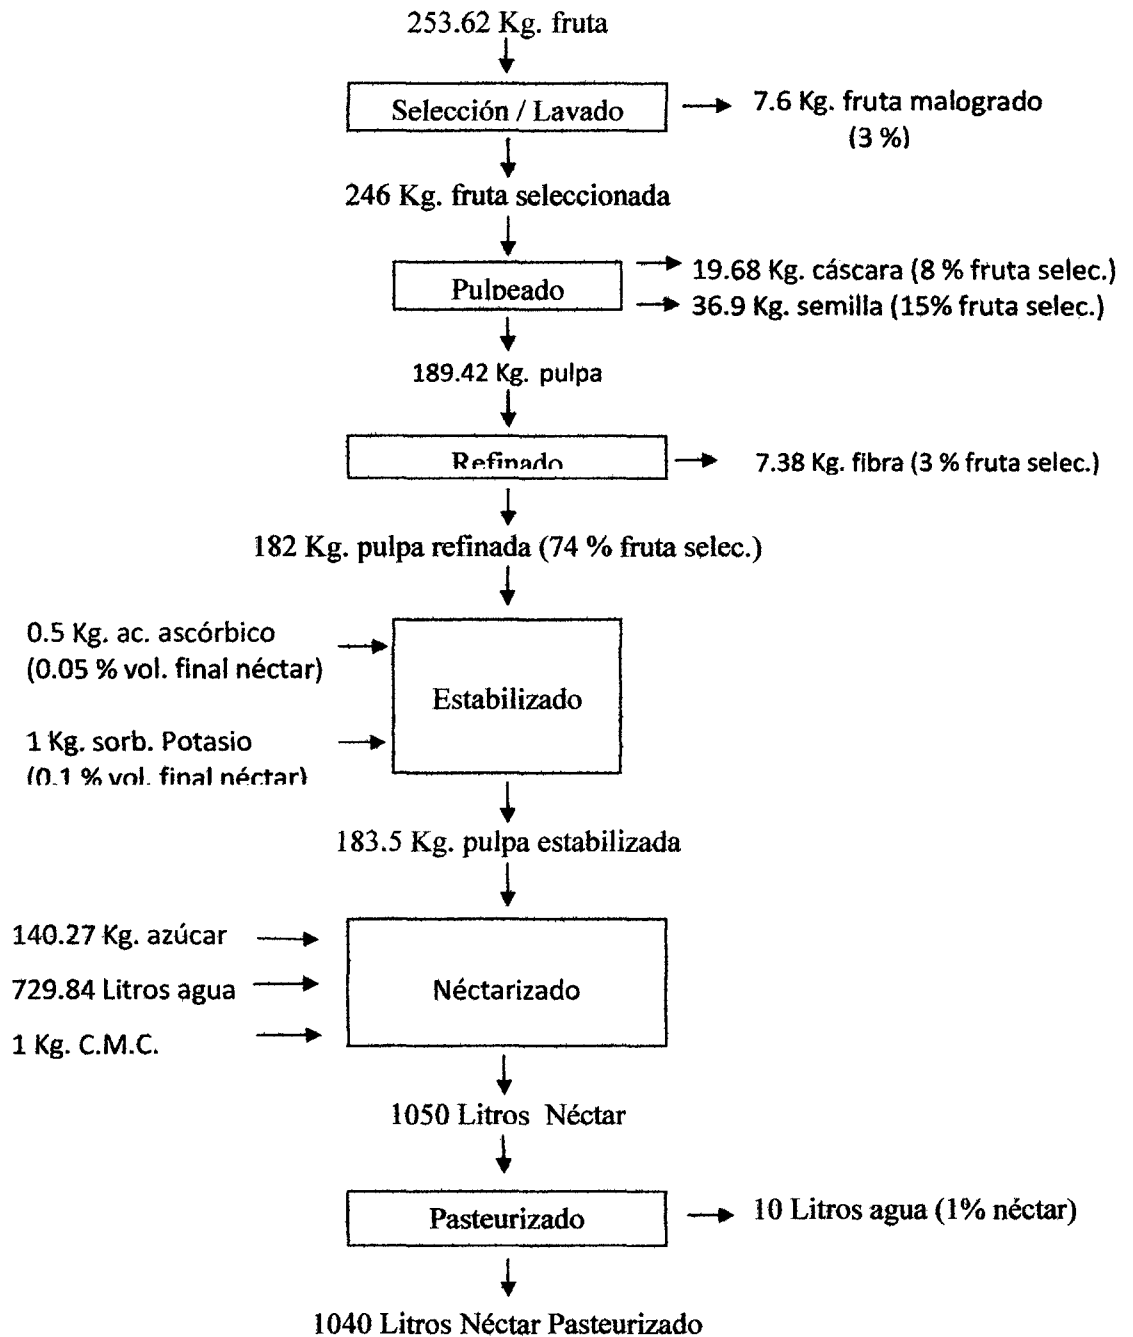 253.62 Kg. fruta
Selección / Lavado
7.6 Kg. fruta malogrado
(3 %)
246 Kg. fruta seleccionada
Pulpeado
19.68 Kg. cáscara (8 % fruta selec.)
36.9 Kg. semilla (15% fruta selec.)
189.42 Kg. pulpa
Refinado
7.38 Kg. fibra (3 % fruta selec.)
182 Kg. pulpa refinada (74 % fruta selec.)
0.5 Kg. ac. ascórbico
(0.05 % vol. final néctar)
Estabilizado
1 Kg. sorb. Potasio
(0.1 % vol. final néctar)
183.5 Kg. pulpa estabilizada
140.27 Kg. azúcar
729.84 Litros agua
Néctarizado
1 Kg. C.M.C.
1050 Litros Néctar
Pasteurizado
10 Litros agua (1% néctar)
1040 Litros Néctar Pasteurizado